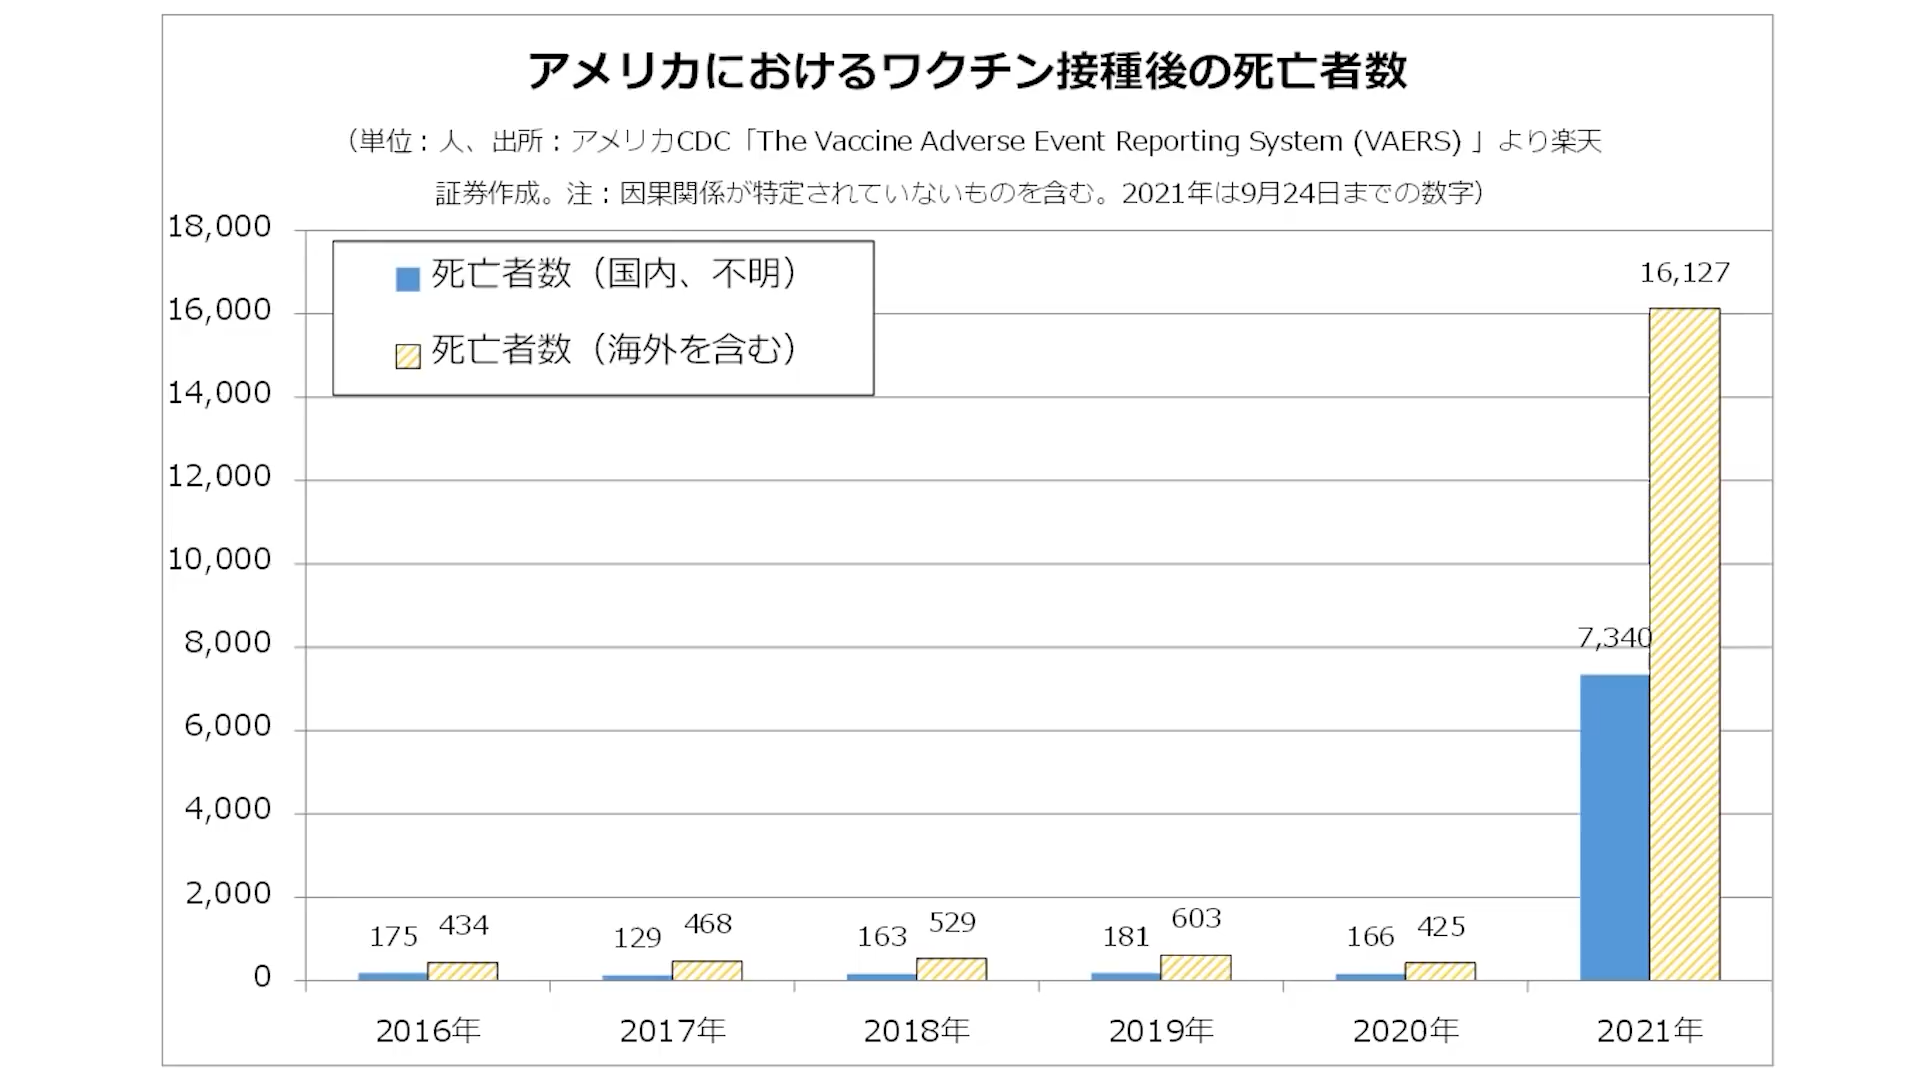 アメリカにおけるワクチン接種後の死亡者数
（単位：人、出所：アメリカCDC「The Vaccine Adverse Event Reporting System (VAERS) 」より楽天
証券作成。注：因果関係が特定されていないものを含む。2021年は9月24日までの数字）
18,000
16,000
14,000
12,000
10,000
8,000
6,000
4,000
2,000
0
死亡者数（国内、不明）
死亡者数（海外を含む）
175
434
129
468
163
529
181
603
166
425
7,340
16,127
2016年
2017年
2018年
2019年
2020年
2021年